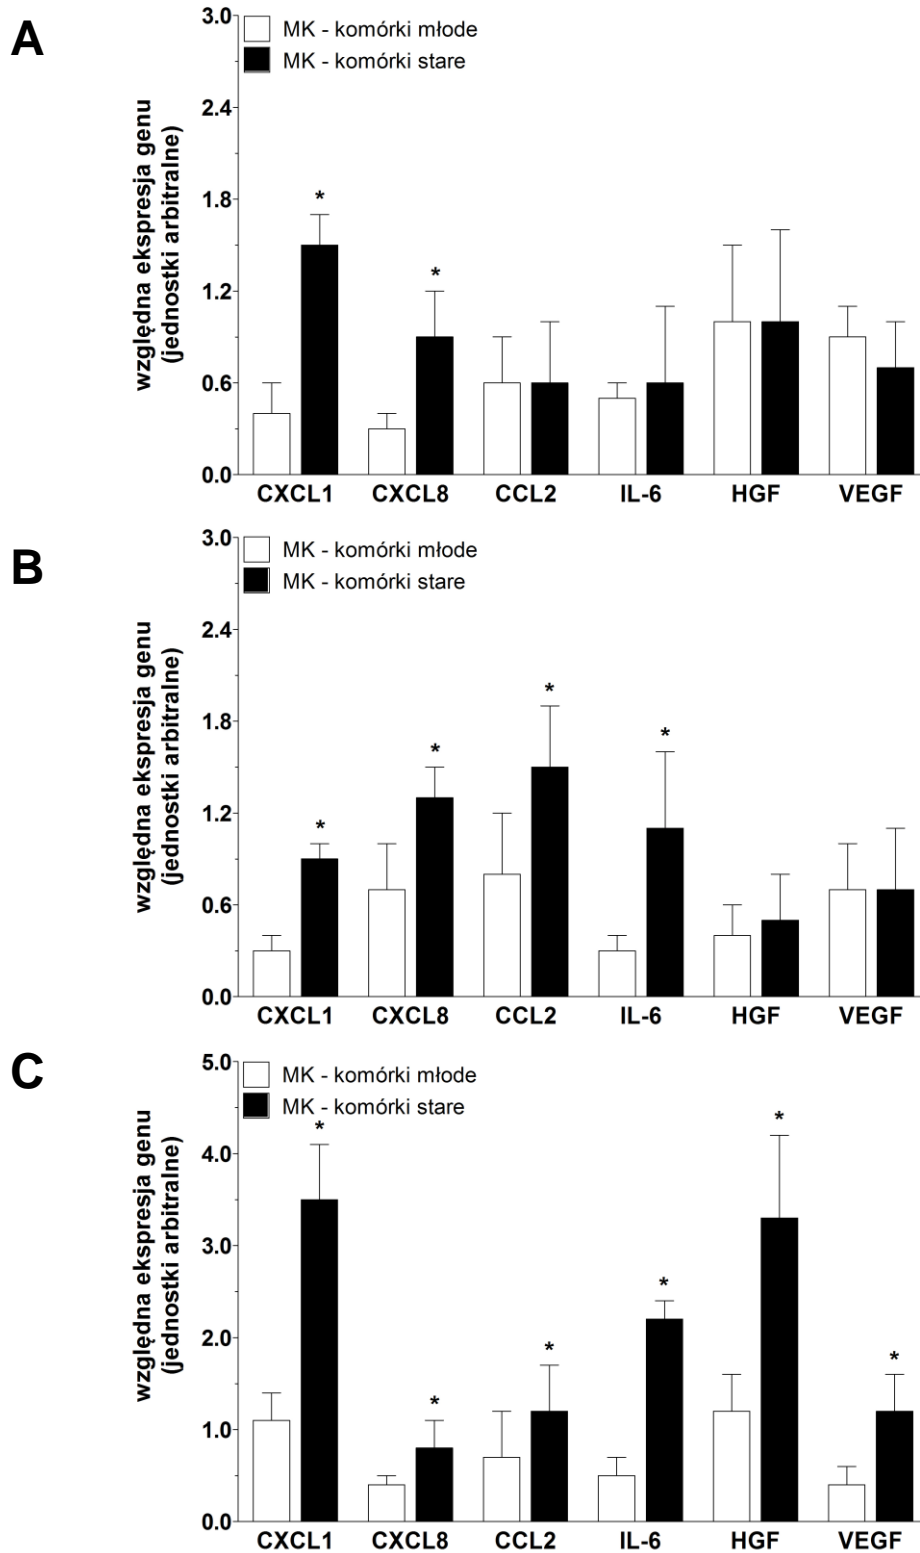 A
MK - komórki młode
MK - komórki stare
względna ekspresja genu
(jednostki arbitralne)
3.0
2.4
1.8
1.2
0.6
0.0
* *
CXCL1 CXCL8 CCL2 IL-6 HGF VEGF
B
MK - komórki młode
MK - komórki stare
względna ekspresja genu
(jednostki arbitralne)
3.0
2.4
1.8
1.2
0.6
0.0
* * * *
CXCL1 CXCL8 CCL2 IL-6 HGF VEGF
C
MK - komórki młode
MK - komórki stare
względna ekspresja genu
(jednostki arbitralne)
5.0
4.0
3.0
2.0
1.0
0.0
* * * * * *
CXCL1 CXCL8 CCL2 IL-6 HGF VEGF